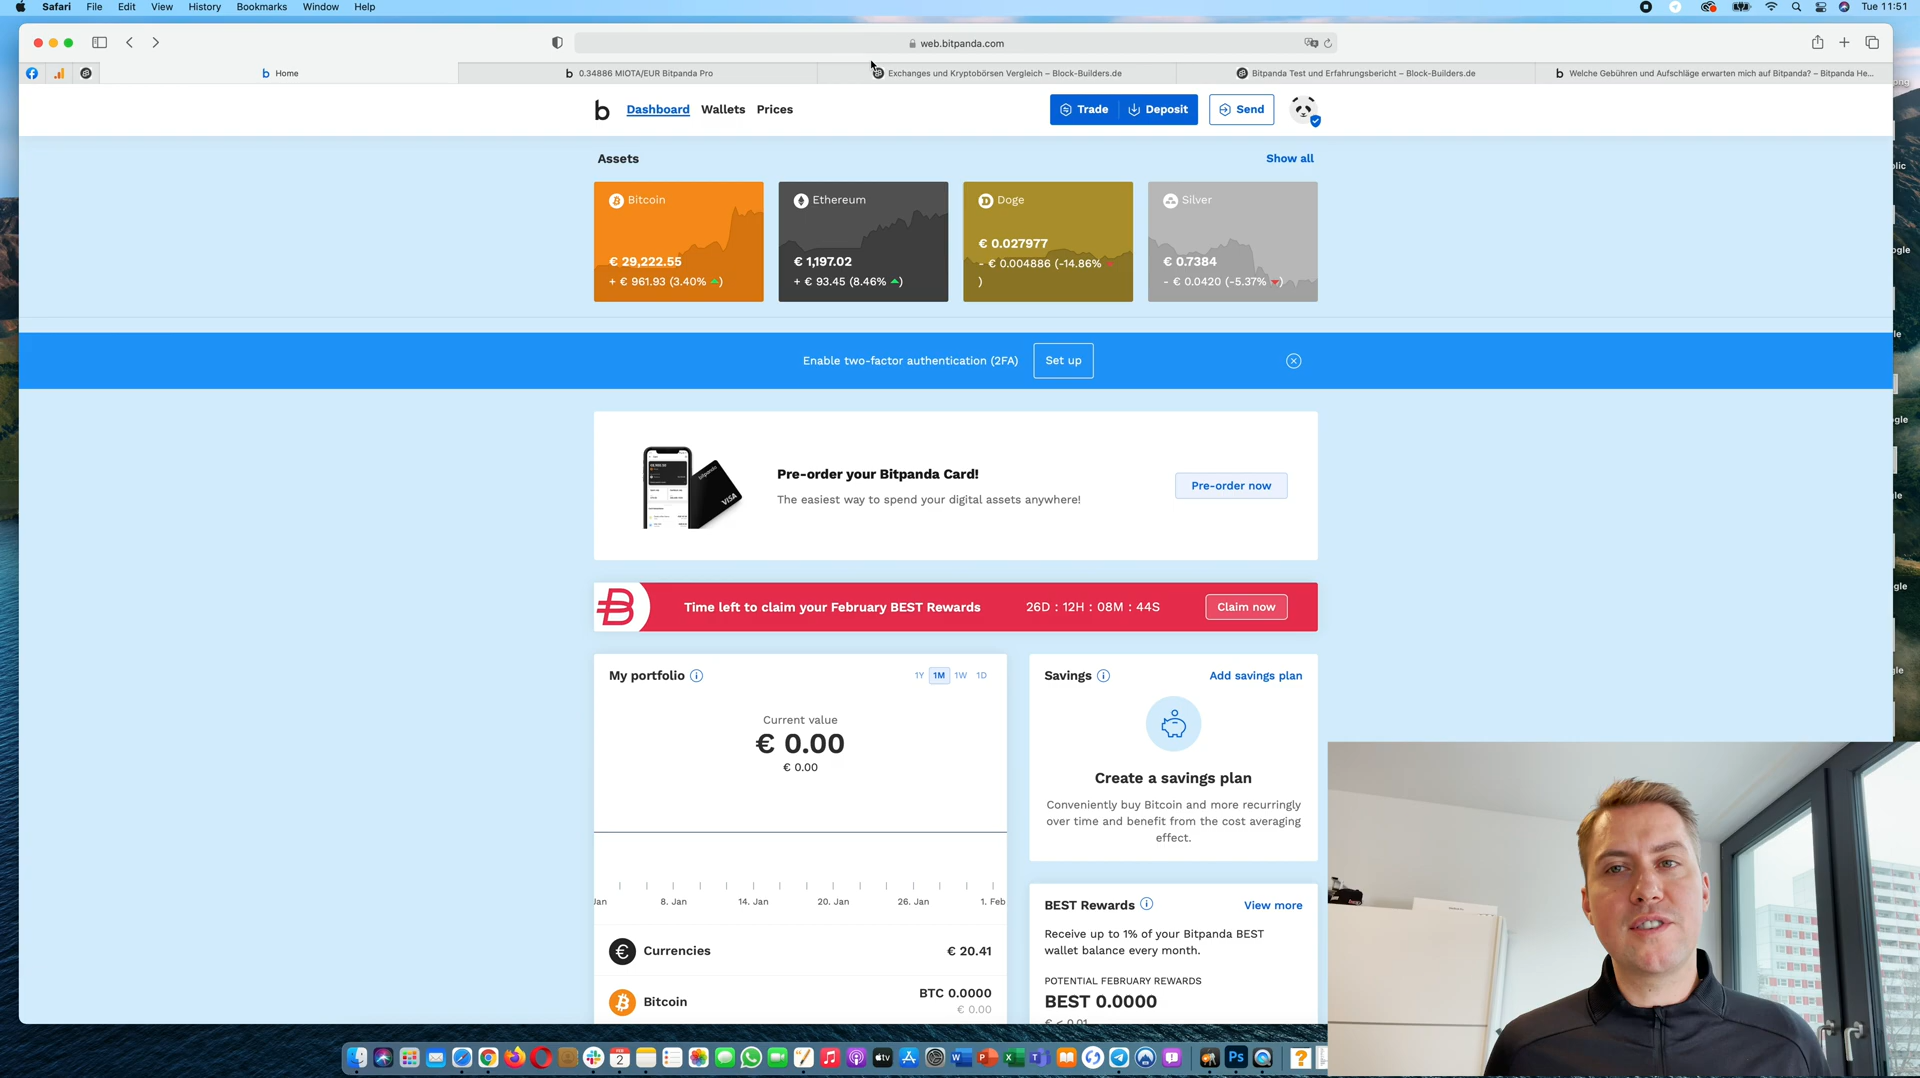 Safari File Edit View History Bookmarks Window Help
Tue 11:51
web.bitpanda.com
Home
0.34886 MIOTA/EUR Bitpanda Pro
Exchanges und Kryptobörsen Vergleich – Block-Builders.de
Bitpanda Test und Erfahrungsbericht – Block-Builders.de
Welche Gebühren und Aufschläge erwarten mich auf Bitpanda? – Bitpanda He...
Dashboard Wallets Prices
Trade Deposit Send
Assets
Show all
Bitcoin
€ 29,222.55
+ € 961.93 (3.40% )
Ethereum
€ 1,197.02
+ € 93.45 (8.46% )
Doge
€ 0.027977
- € 0.004886 (-14.86%
)
Silver
€ 0.7384
- € 0.0420 (-5.37% )
Enable two-factor authentication (2FA) Set up
Pre-order your Bitpanda Card!
The easiest way to spend your digital assets anywhere!
Pre-order now
VISA
Time left to claim your February BEST Rewards 26D : 12H : 08M : 44S Claim now
My portfolio
1Y 1M 1W 1D
Current value
€ 0.00
€ 0.00
Jan 8. Jan 14. Jan 20. Jan 26. Jan 1. Feb
Currencies € 20.41
Bitcoin BTC 0.0000
€ 0.00
Savings
Add savings plan
Create a savings plan
Conveniently buy Bitcoin and more recurringly
over time and benefit from the cost averaging
effect.
BEST Rewards
View more
Receive up to 1% of your Bitpanda BEST
wallet balance every month.
POTENTIAL FEBRUARY REWARDS
BEST 0.0000
€ < 0.01